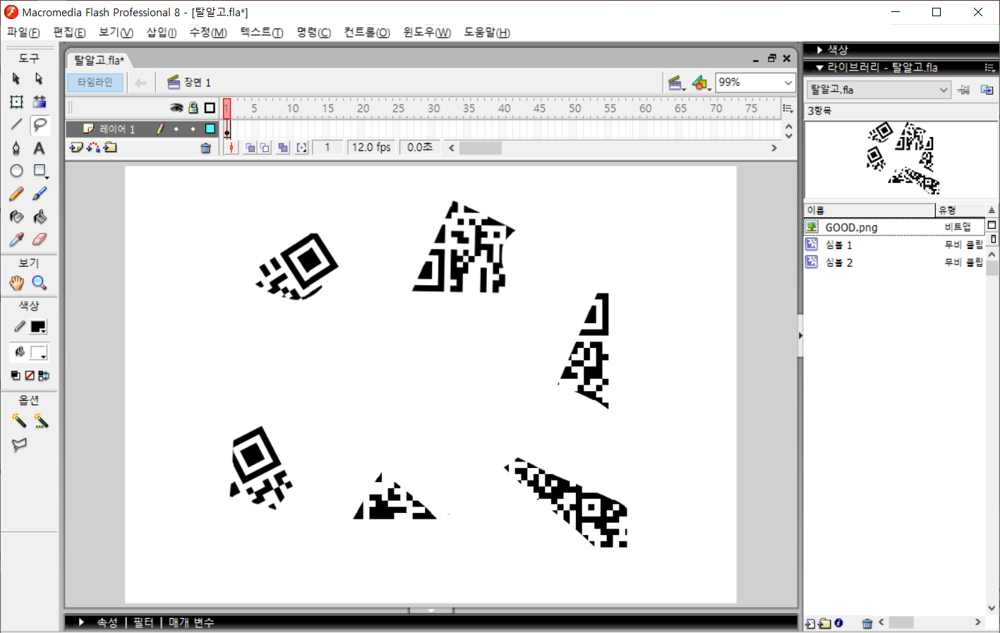 Macromedia Flash Professional 8 - [탈알고.fla*]
파일(F) 편집(E) 보기(V) 삽입(I) 수정(M) 텍스트(T) 명령(C) 컨트롤(O) 윈도우(W) 도움말(H)
도구
탈알고.fla*
타임라인
장면 1
99%
1 5 10 15 20 25 30 35 40 45 50 55 60 65 70 75
레이어 1
1 12.0 fps 0.0초
A
보기
색상
옵션
색상
라이브러리 - 탈알고.fla
탈알고.fla
3항목
이름 유형
GOOD.png 비트맵
심볼 1 무비 클립
심볼 2 무비 클립
속성 | 필터 | 매개 변수